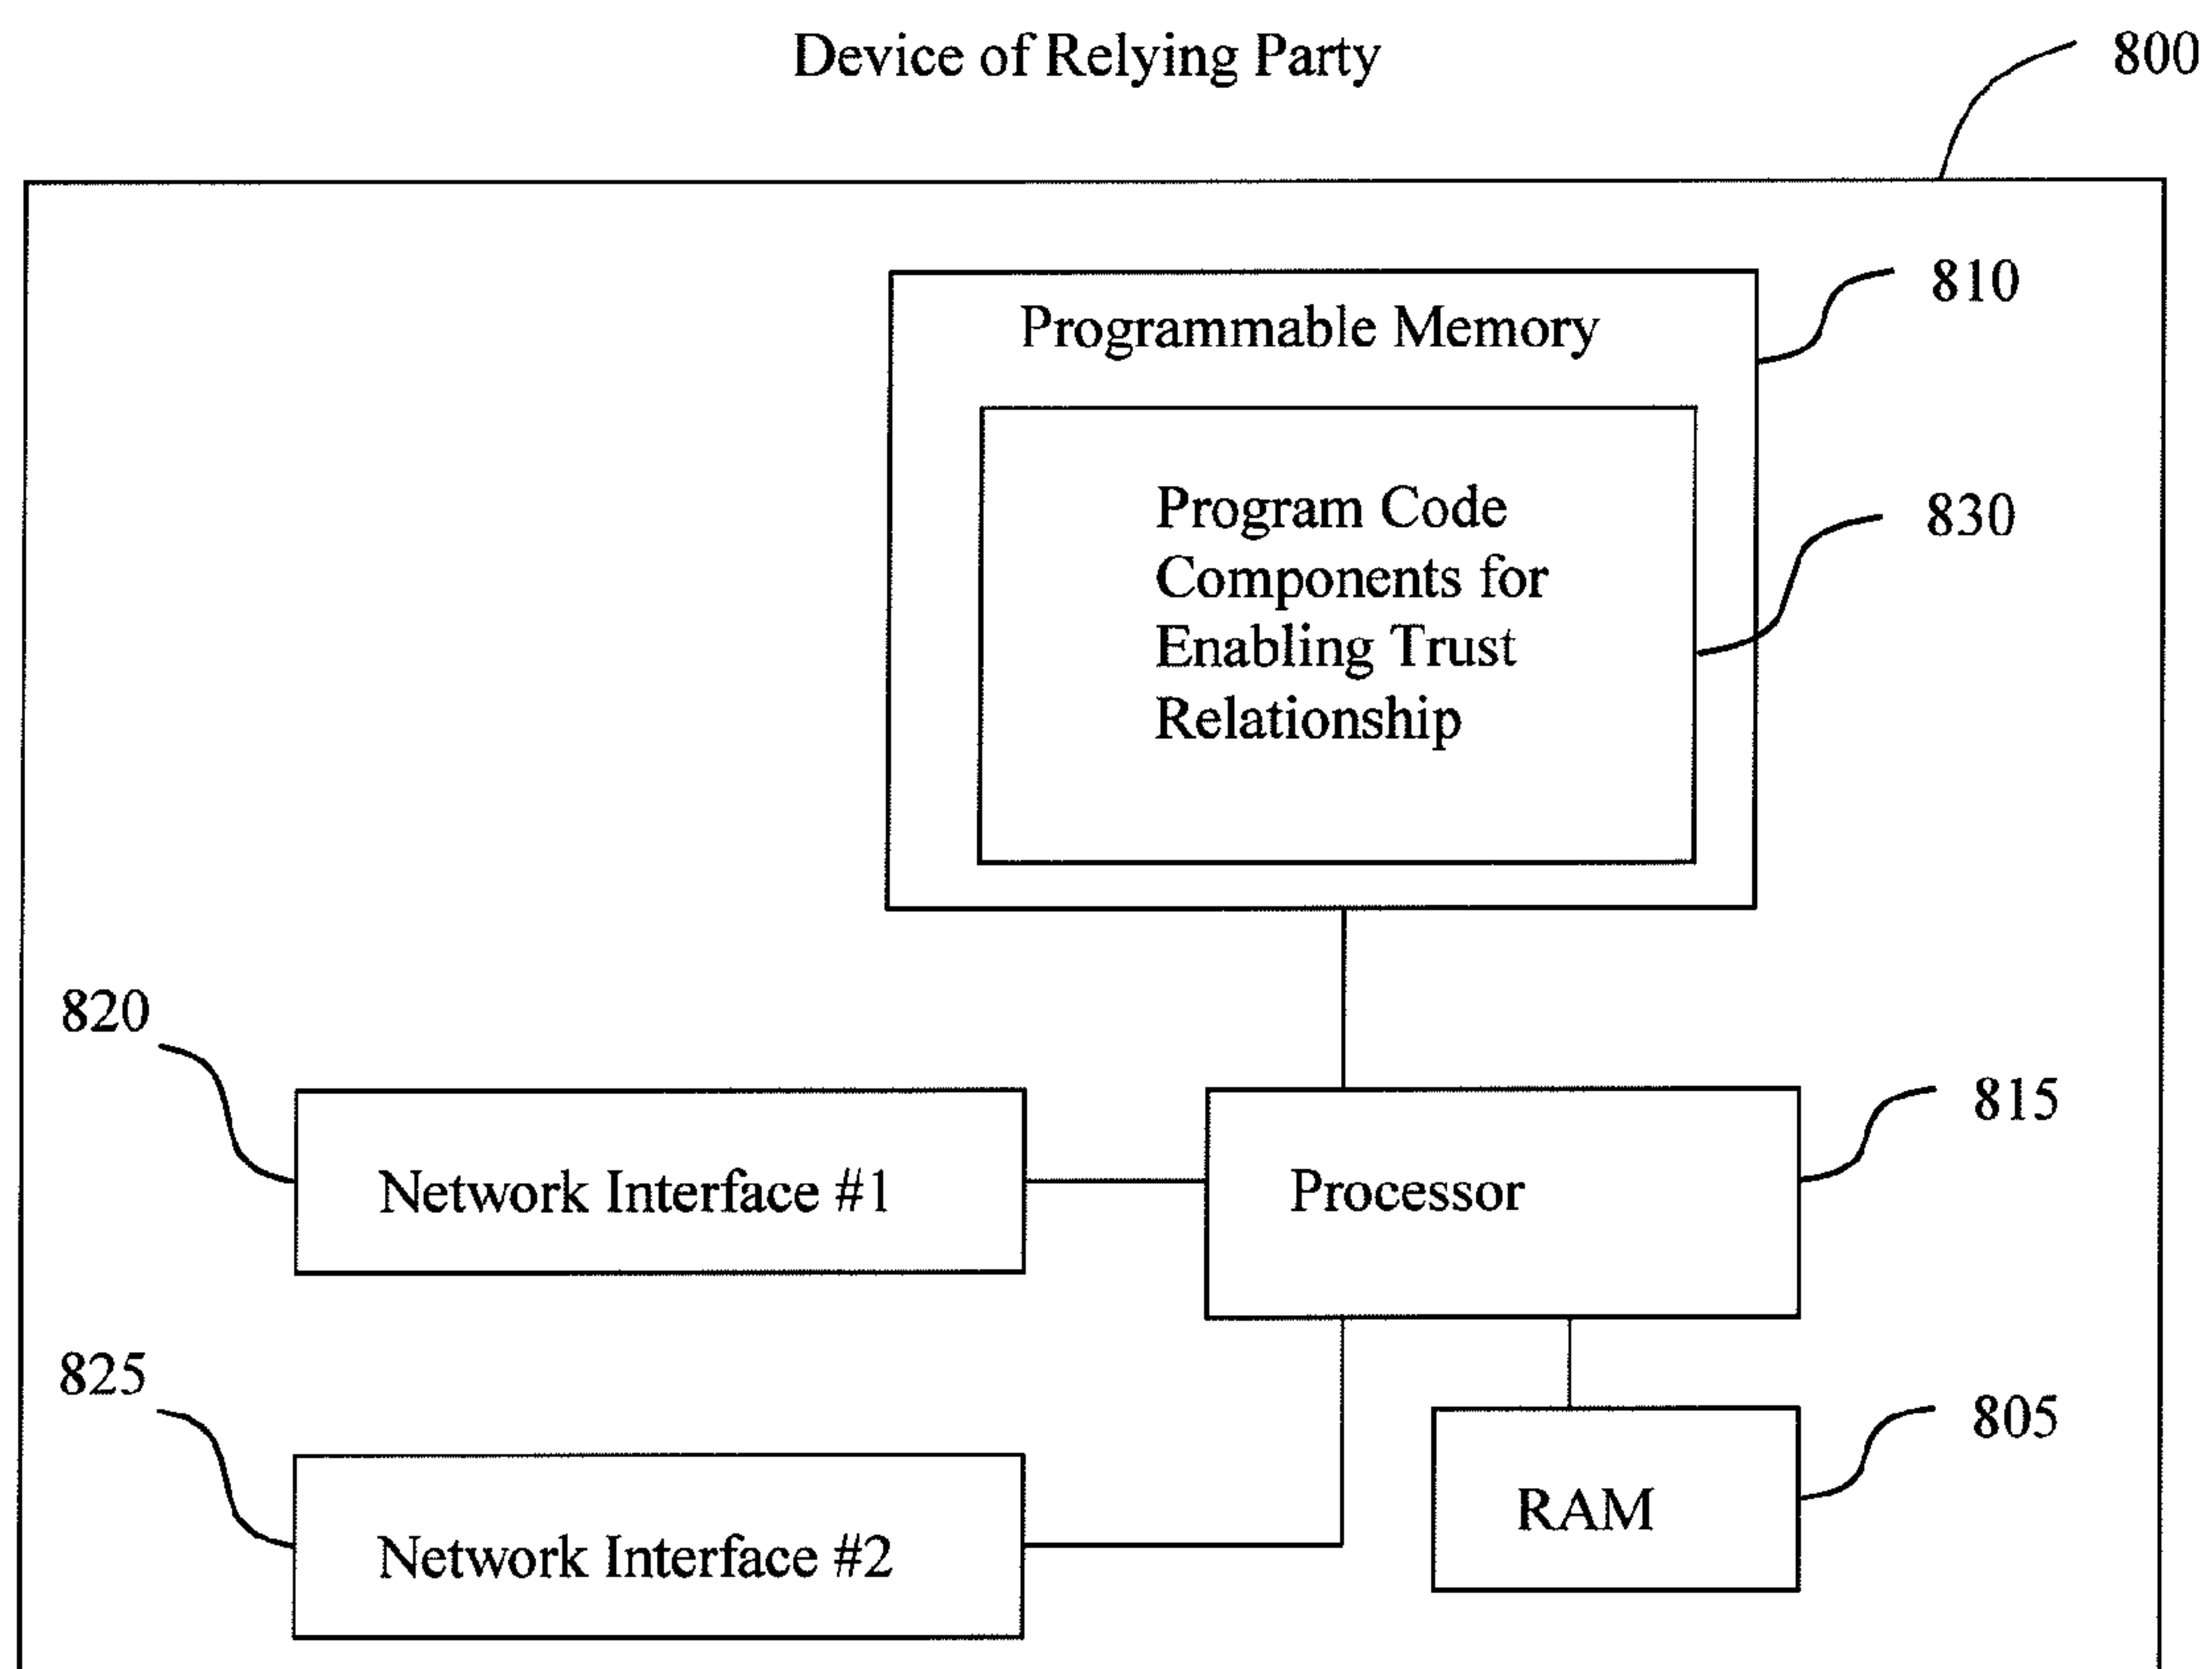 Device of Relying Party
800
810
Programmable Memory
830
Program Code
Components for
Enabling Trust
Relationship
820
815
Network Interface #1
Processor
825
805
RAM
Network Interface #2